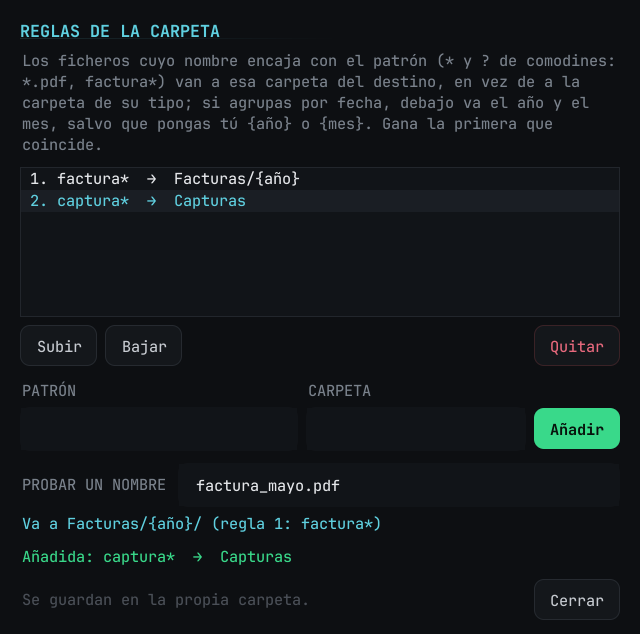 REGLAS DE LA CARPETA
Los ficheros cuyo nombre encaja con el patrón (* y ? de comodines:
*.pdf, factura*) van a esa carpeta del destino, en vez de a la
carpeta de su tipo; si agrupas por fecha, debajo va el año y el
mes, salvo que pongas tú {año} o {mes}. Gana la primera que
coincide.
1. factura* → Facturas/{año}
2. captura* → Capturas
Subir Bajar Quitar
PATRÓN CARPETA
Añadir
PROBAR UN NOMBRE factura_mayo.pdf
Va a Facturas/{año}/ (regla 1: factura*)
Añadida: captura* → Capturas
Se guardan en la propia carpeta. Cerrar